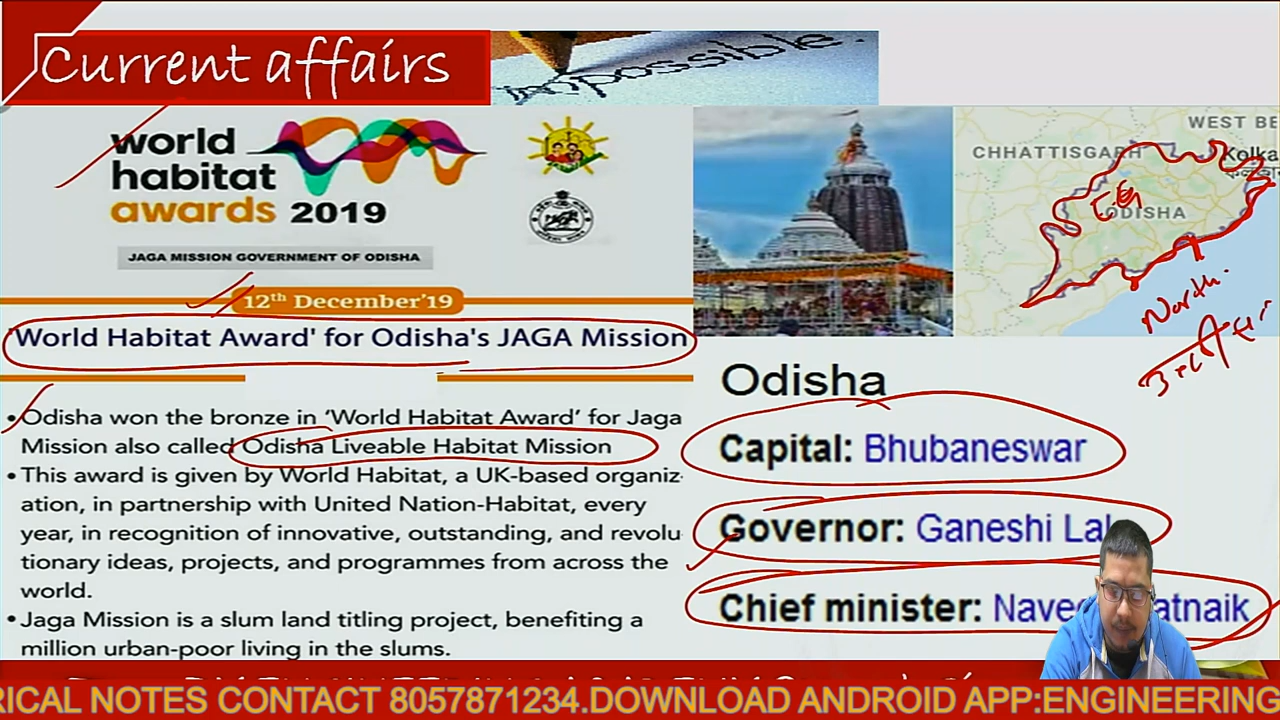 Current affairs
impossible.
world
habitat
awards 2019
JAGA MISSION GOVERNMENT OF ODISHA
12th December'19
'World Habitat Award' for Odisha's JAGA Mission
• Odisha won the bronze in ‘World Habitat Award’ for Jaga
Mission also called Odisha Liveable Habitat Mission
• This award is given by World Habitat, a UK-based organiz-
ation, in partnership with United Nation-Habitat, every
year, in recognition of innovative, outstanding, and revolu-
tionary ideas, projects, and programmes from across the
world.
• Jaga Mission is a slum land titling project, benefiting a
million urban-poor living in the slums.
WEST BE
CHHATTISGARH
Kolka
ODISHA
North
Odisha
Capital: Bhubaneswar
Governor: Ganeshi Lal
Chief minister: Nave atnaik
RICAL NOTES CONTACT 8057871234.DOWNLOAD ANDROID APP:ENGINEERING